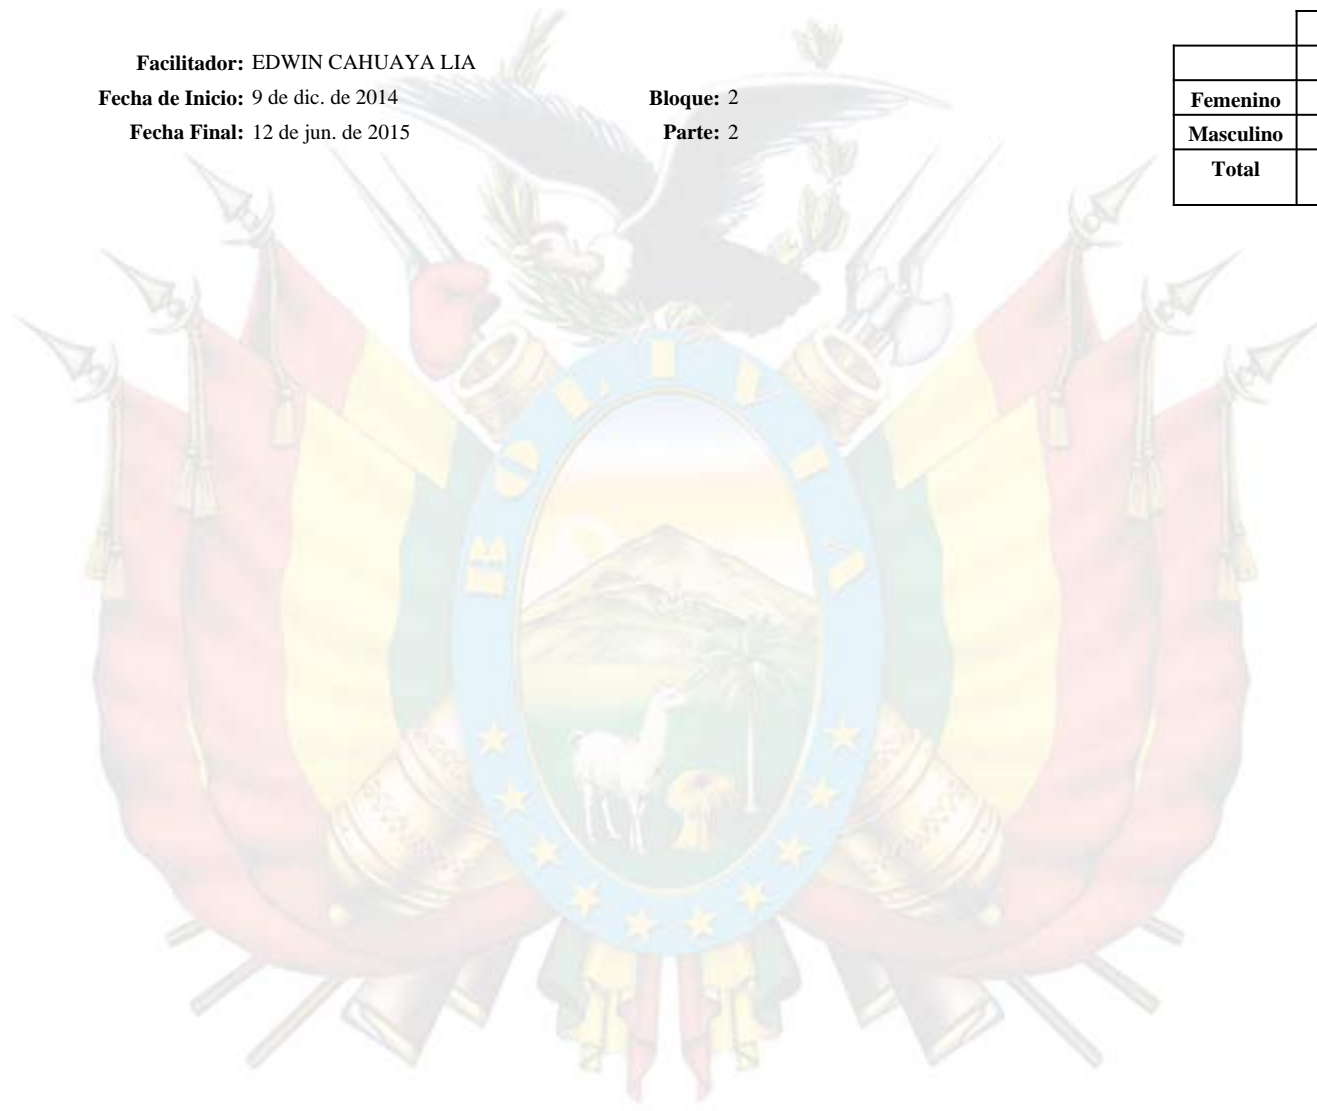 Facilitador: EDWIN CAHUAYA LIA
Fecha de Inicio: 9 de dic. de 2014 Bloque: 2
Fecha Final: 12 de jun. de 2015 Parte: 2
Femenino
Masculino
Total
BOLIVIA